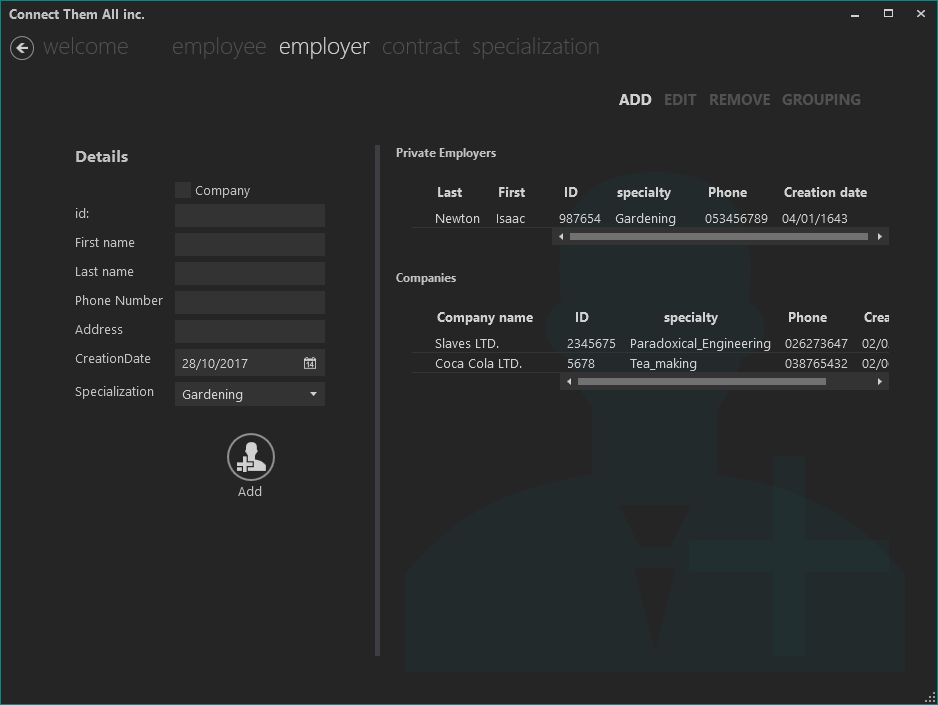 Connect Them All inc.
welcome employee employer contract specialization
ADD EDIT REMOVE GROUPING
Details
Company
id:
First name
Last name
Phone Number
Address
CreationDate 28/10/2017 14
Specialization Gardening
Add
Private Employers
Last First ID specialty Phone Creation date
Newton Isaac 987654 Gardening 053456789 04/01/1643
Companies
Company name ID specialty Phone Crea
Slaves LTD. 2345675 Paradoxical_Engineering 026273647 02/0
Coca Cola LTD. 5678 Tea_making 038765432 02/0